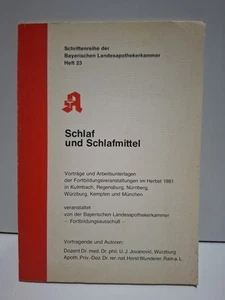 Schriftenreihe der
Bayerischen Landesapothekerkammer
Heft 23
Schlaf
und Schlafmittel
Vorträge und Arbeitsunterlagen
der Fortbildungsveranstaltungen im Herbst 1981
in Kulmbach, Regensburg, Nürnberg,
Würzburg, Kempten und München
veranstaltet
von der Bayerischen Landesapothekerkammer
– Fortbildungsausschuß –
Vortragende und Autoren:
Dozent Dr. med. Dr. phil. U. J. Jovanović, Würzburg
Apoth. Priv.-Doz. Dr. rer. nat. Horst Wunderer